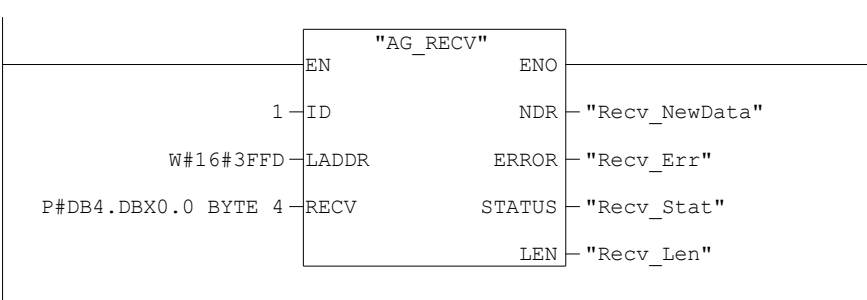 "AG_RECV"
EN ENO
1 ID NDR "Recv_NewData"
W#16#3FFD LADDR ERROR "Recv_Err"
P#DB4.DBX0.0 BYTE 4 RECV STATUS "Recv_Stat"
LEN "Recv_Len"